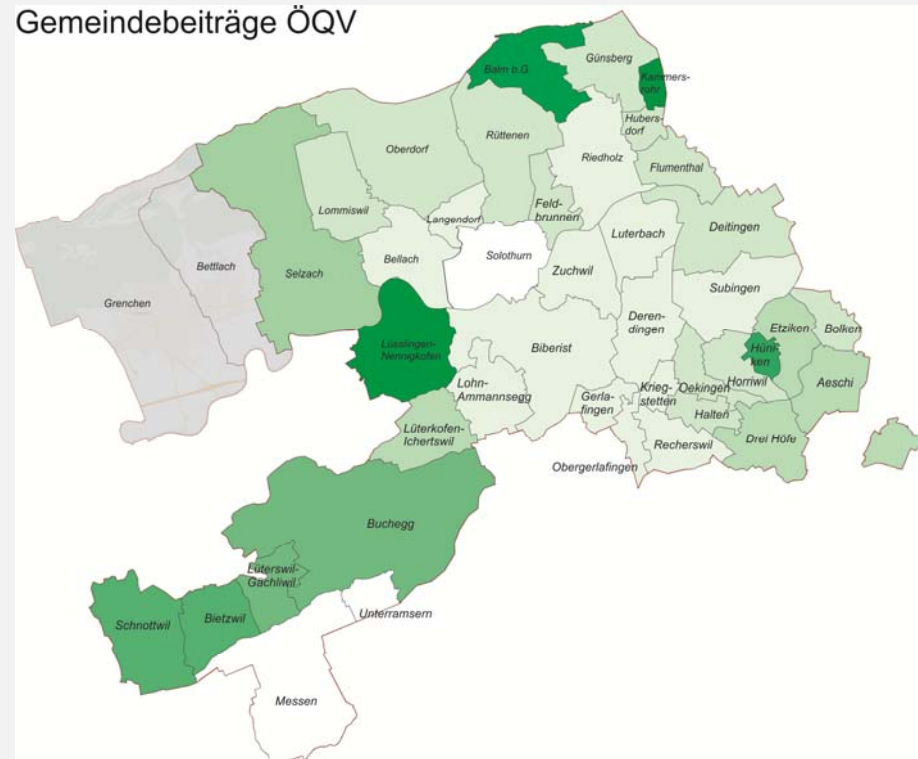 Gemeindebeiträge ÖQV
Balm b.G.
Günsberg
Kammers-
rohr
Hubers-
dorf
Oberdorf
Rüttenen
Riedholz
Flumenthal
Lommiswil
Langendorf
Feld-
brunnen
Luterbach
Deitingen
Bettlach
Selzach
Bellach
Solothurn
Zuchwil
Subingen
Grenchen
Deren-
dingen
Etziken
Bolken
Lüsslingen-
Nennigkofen
Biberist
Hüni-
ken
Lohn-
Ammannsegg
Gerla-
fingen
Krieg-
stetten
Oekingen
Horriwil
Aeschi
Halten
Lüterkofen-
Ichertswil
Recherswil
Drei Höfe
Obergerlafingen
Buchegg
Lüterswil-
Gächliwil
Schnottwil
Bietzwil
Unterramsern
Messen